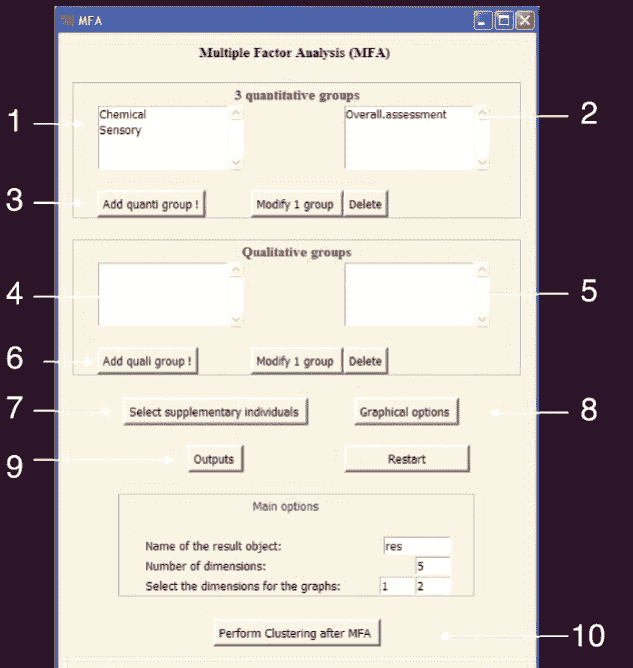 MFA
Multiple Factor Analysis (MFA)
3 quantitative groups
1
Chemical
Sensory
Overall.assessment
2
3
Add quanti group !
Modify 1 group
Delete
Qualitative groups
4
5
6
Add quali group !
Modify 1 group
Delete
7
Select supplementary individuals
Graphical options
8
9
Outputs
Restart
Main options
Name of the result object:
res
Number of dimensions:
5
Select the dimensions for the graphs:
1
2
Perform Clustering after MFA
10